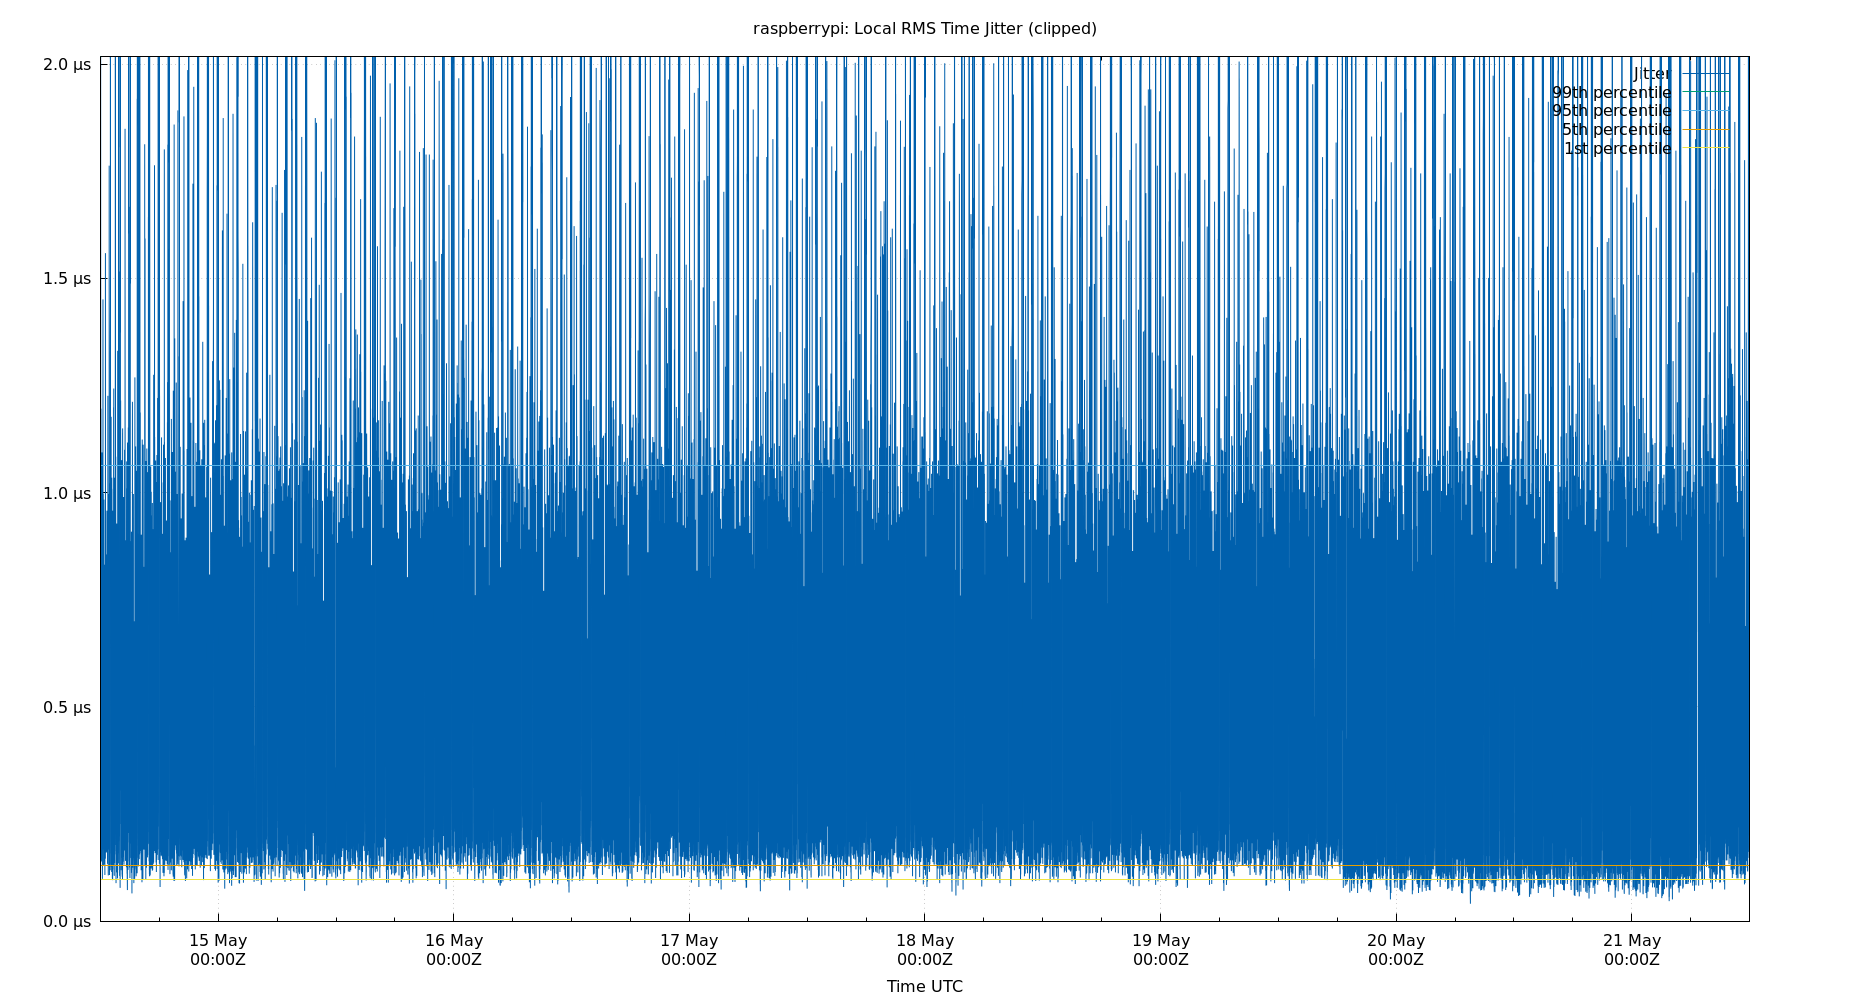 raspberrypi: Local RMS Time Jitter (clipped)
2.0 µs
Jitter
99th percentile
95th percentile
5th percentile
1st percentile
1.5 µs
1.0 µs
0.5 µs
0.0 µs
15 May 16 May 17 May 18 May 19 May 20 May 21 May
00:00Z 00:00Z 00:00Z 00:00Z 00:00Z 00:00Z 00:00Z
Time UTC